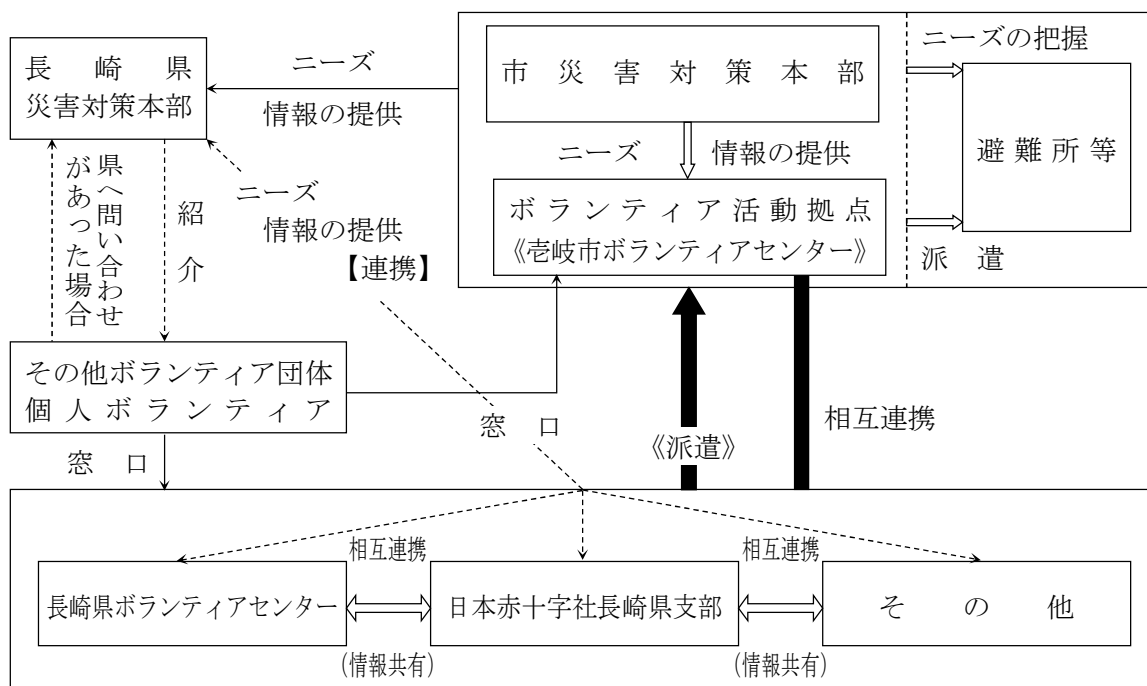 長崎県
災害対策本部
ニーズ
情報の提供
市災害対策本部
ニーズ 情報の提供
ボランティア活動拠点
《壱岐市ボランティアセンター》
ニーズの把握
避難所等
派遣
県へ問い合わせ
があった場合
紹介
ニーズ
情報の提供
【連携】
その他ボランティア団体
個人ボランティア
窓口
窓口
《派遣》
相互連携
相互連携
相互連携
長崎県ボランティアセンター
日本赤十字社長崎県支部
その他
(情報共有)
(情報共有)